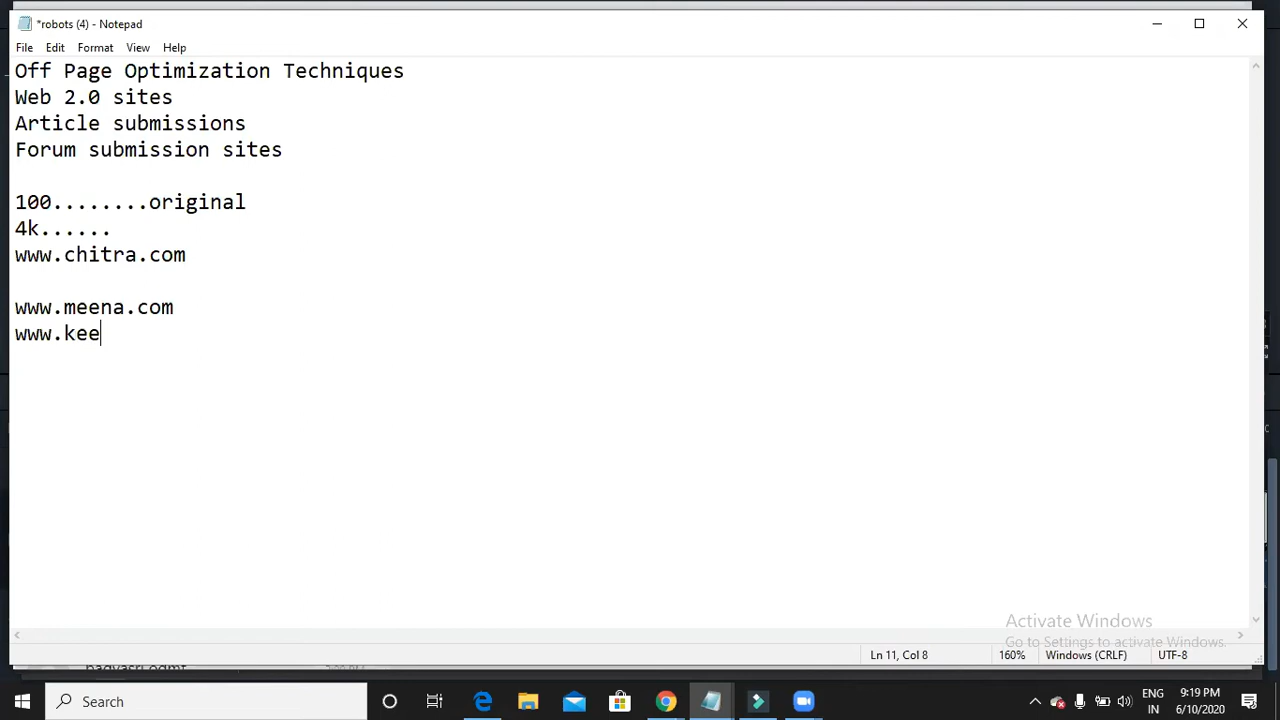 *robots (4) - Notepad
File Edit Format View Help
Off Page Optimization Techniques
Web 2.0 sites
Article submissions
Forum submission sites
100........original
4k......
www.chitra.com
www.meena.com
www.kee
Activate Windows
Go to Settings to activate Windows.
Ln 11, Col 8 160% Windows (CRLF) UTF-8
Search
ENG 9:19 PM
IN 6/10/2020